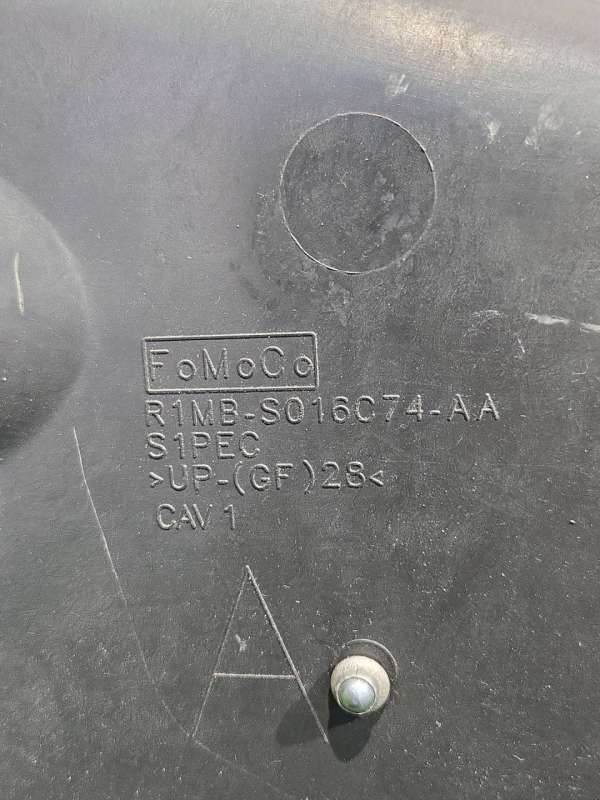 FoMoCo
R1MB-S016C74-AA
S1PEC
>UP-(GF)28<
CAV 1
A